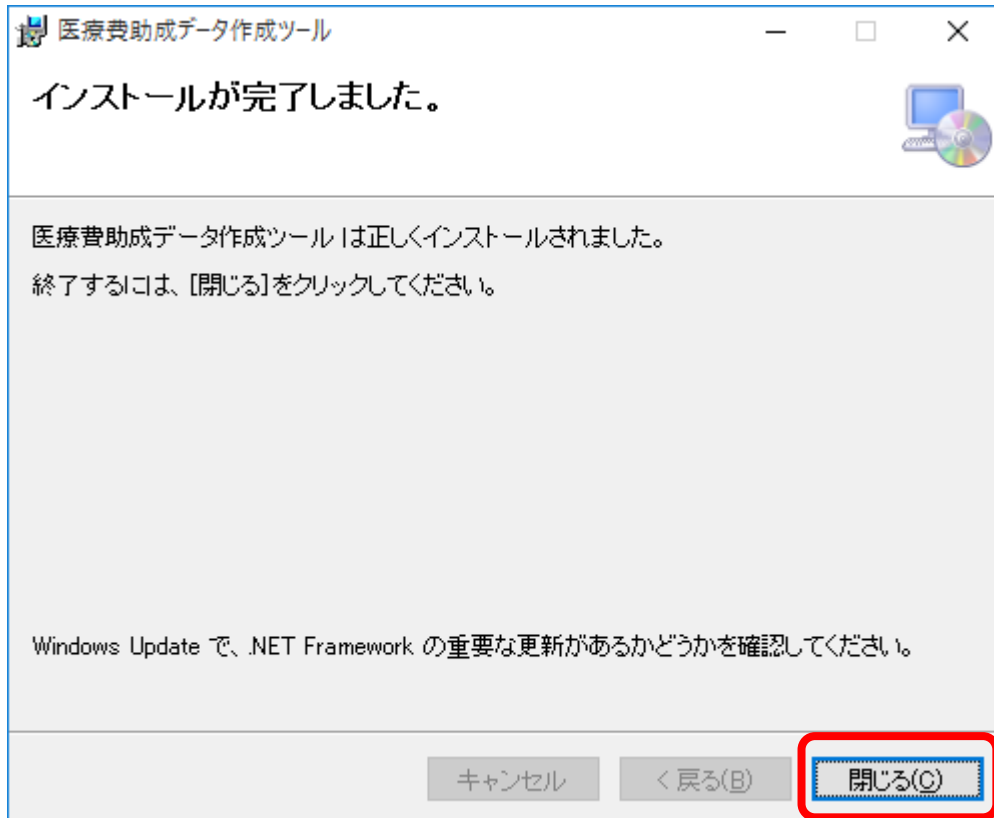 医療費助成データ作成ツール
インストールが完了しました。
医療費助成データ作成ツール は正しくインストールされました。
終了するには、[閉じる]をクリックしてください。
Windows Update で、.NET Framework の重要な更新があるかどうかを確認してください。
キャンセル
< 戻る(B)
閉じる(C)